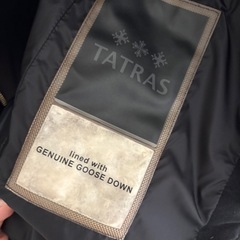 TATRAS
lined with
GENUINE GOOSE DOWN